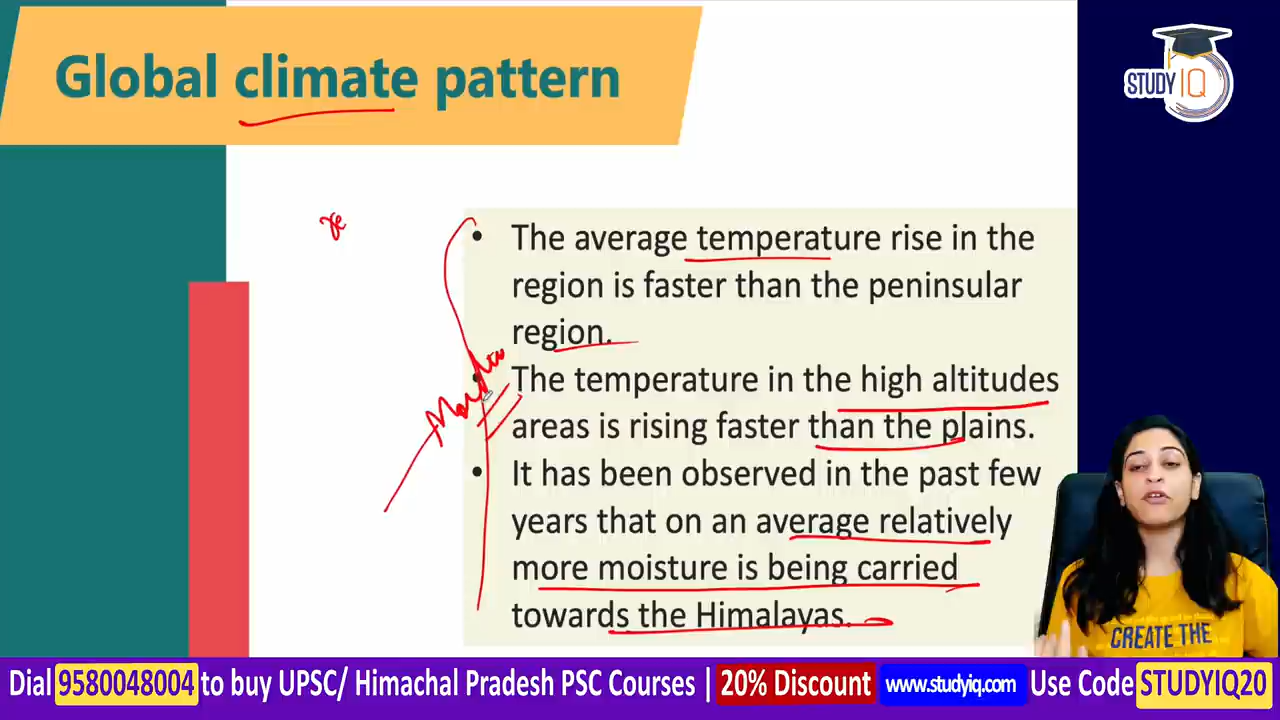 Global climate pattern
STUDY IQ
• The average temperature rise in the
region is faster than the peninsular
region.
• The temperature in the high altitudes
areas is rising faster than the plains.
• It has been observed in the past few
years that on an average relatively
more moisture is being carried
towards the Himalayas.
CREATE THE
Dial 9580048004 to buy UPSC/ Himachal Pradesh PSC Courses | 20% Discount www.studyiq.com Use Code STUDYIQ20